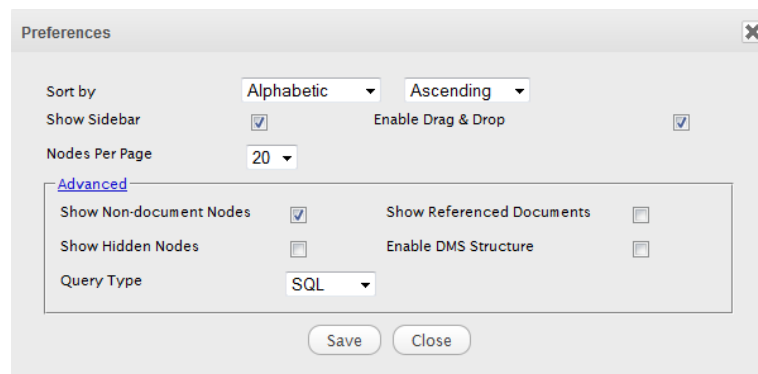 Preferences
Sort by Alphabetic Ascending
Show Sidebar Enable Drag & Drop
Nodes Per Page 20
Advanced
Show Non-document Nodes Show Referenced Documents
Show Hidden Nodes Enable DMS Structure
Query Type SQL
Save Close